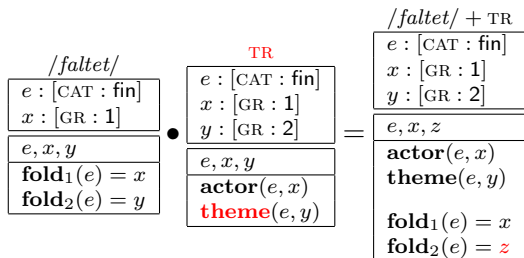 /faltet/
e : [CAT : fin]
x : [GR : 1]
e, x, y
fold₁(e) = x
fold₂(e) = y
•
TR
e : [CAT : fin]
x : [GR : 1]
y : [GR : 2]
e, x, y
actor(e, x)
theme(e, y)
=
/faltet/ + TR
e : [CAT : fin]
x : [GR : 1]
y : [GR : 2]
e, x, z
actor(e, x)
theme(e, y)
fold₁(e) = x
fold₂(e) = z